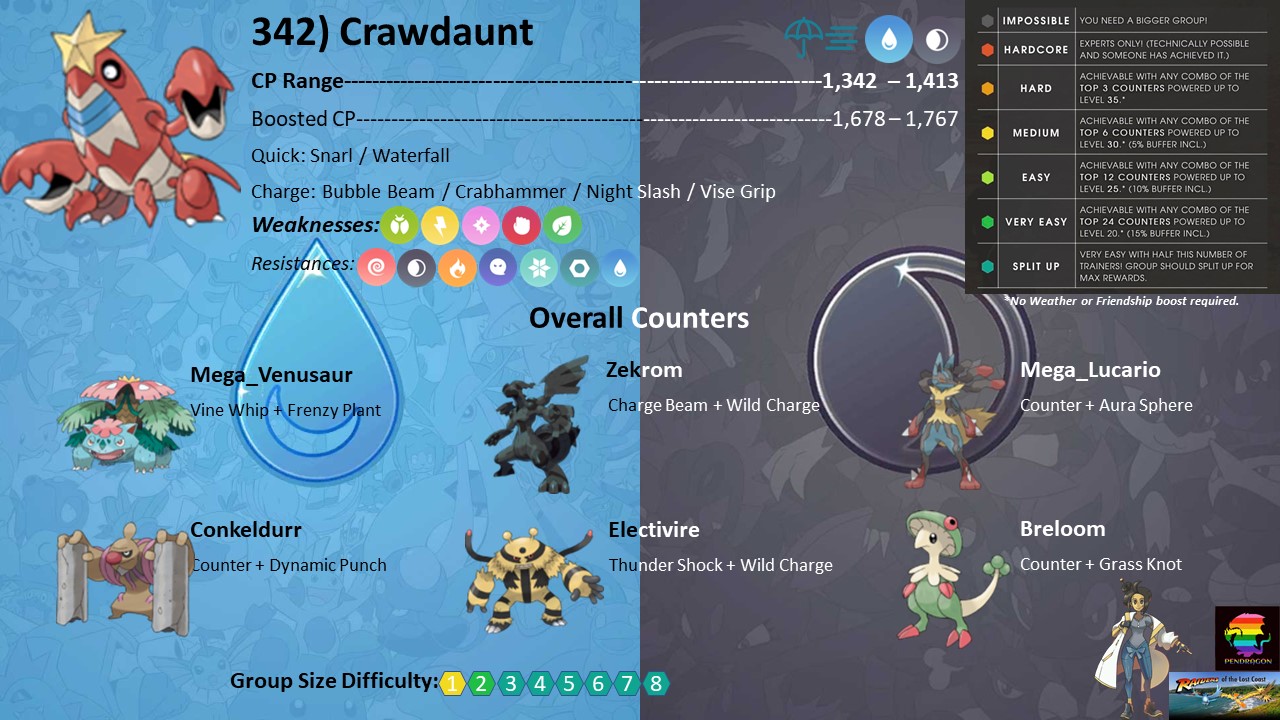 342) Crawdaunt
CP Range-----------------------------------------------------------------------1,342 – 1,413
Boosted CP-----------------------------------------------------------------------1,678 – 1,767
Quick: Snarl / Waterfall
Charge: Bubble Beam / Crabhammer / Night Slash / Vise Grip
Weaknesses:
Resistances:
IMPOSSIBLE YOU NEED A BIGGER GROUP!
HARDCORE EXPERTS ONLY! (TECHNICALLY POSSIBLE
AND SOMEONE HAS ACHIEVED IT.)
HARD ACHIEVABLE WITH ANY COMBO OF THE
TOP 3 COUNTERS POWERED UP TO
LEVEL 35.*
MEDIUM ACHIEVABLE WITH ANY COMBO OF THE
TOP 6 COUNTERS POWERED UP TO
LEVEL 30.* (5% BUFFER INCL.)
EASY ACHIEVABLE WITH ANY COMBO OF THE
TOP 12 COUNTERS POWERED UP TO
LEVEL 25.* (10% BUFFER INCL.)
VERY EASY ACHIEVABLE WITH ANY COMBO OF THE
TOP 24 COUNTERS POWERED UP TO
LEVEL 20.* (15% BUFFER INCL.)
SPLIT UP VERY EASY WITH HALF THIS NUMBER OF
TRAINERS! GROUP SHOULD SPLIT UP FOR
MAX REWARDS.
*No Weather or Friendship boost required.
Overall Counters
Mega_Venusaur
Vine Whip + Frenzy Plant
Zekrom
Charge Beam + Wild Charge
Mega_Lucario
Counter + Aura Sphere
Conkeldurr
Counter + Dynamic Punch
Electivire
Thunder Shock + Wild Charge
Breloom
Counter + Grass Knot
Group Size Difficulty: 1 2 3 4 5 6 7 8
PENDRAGON
RAIDERS of the Lost Coast